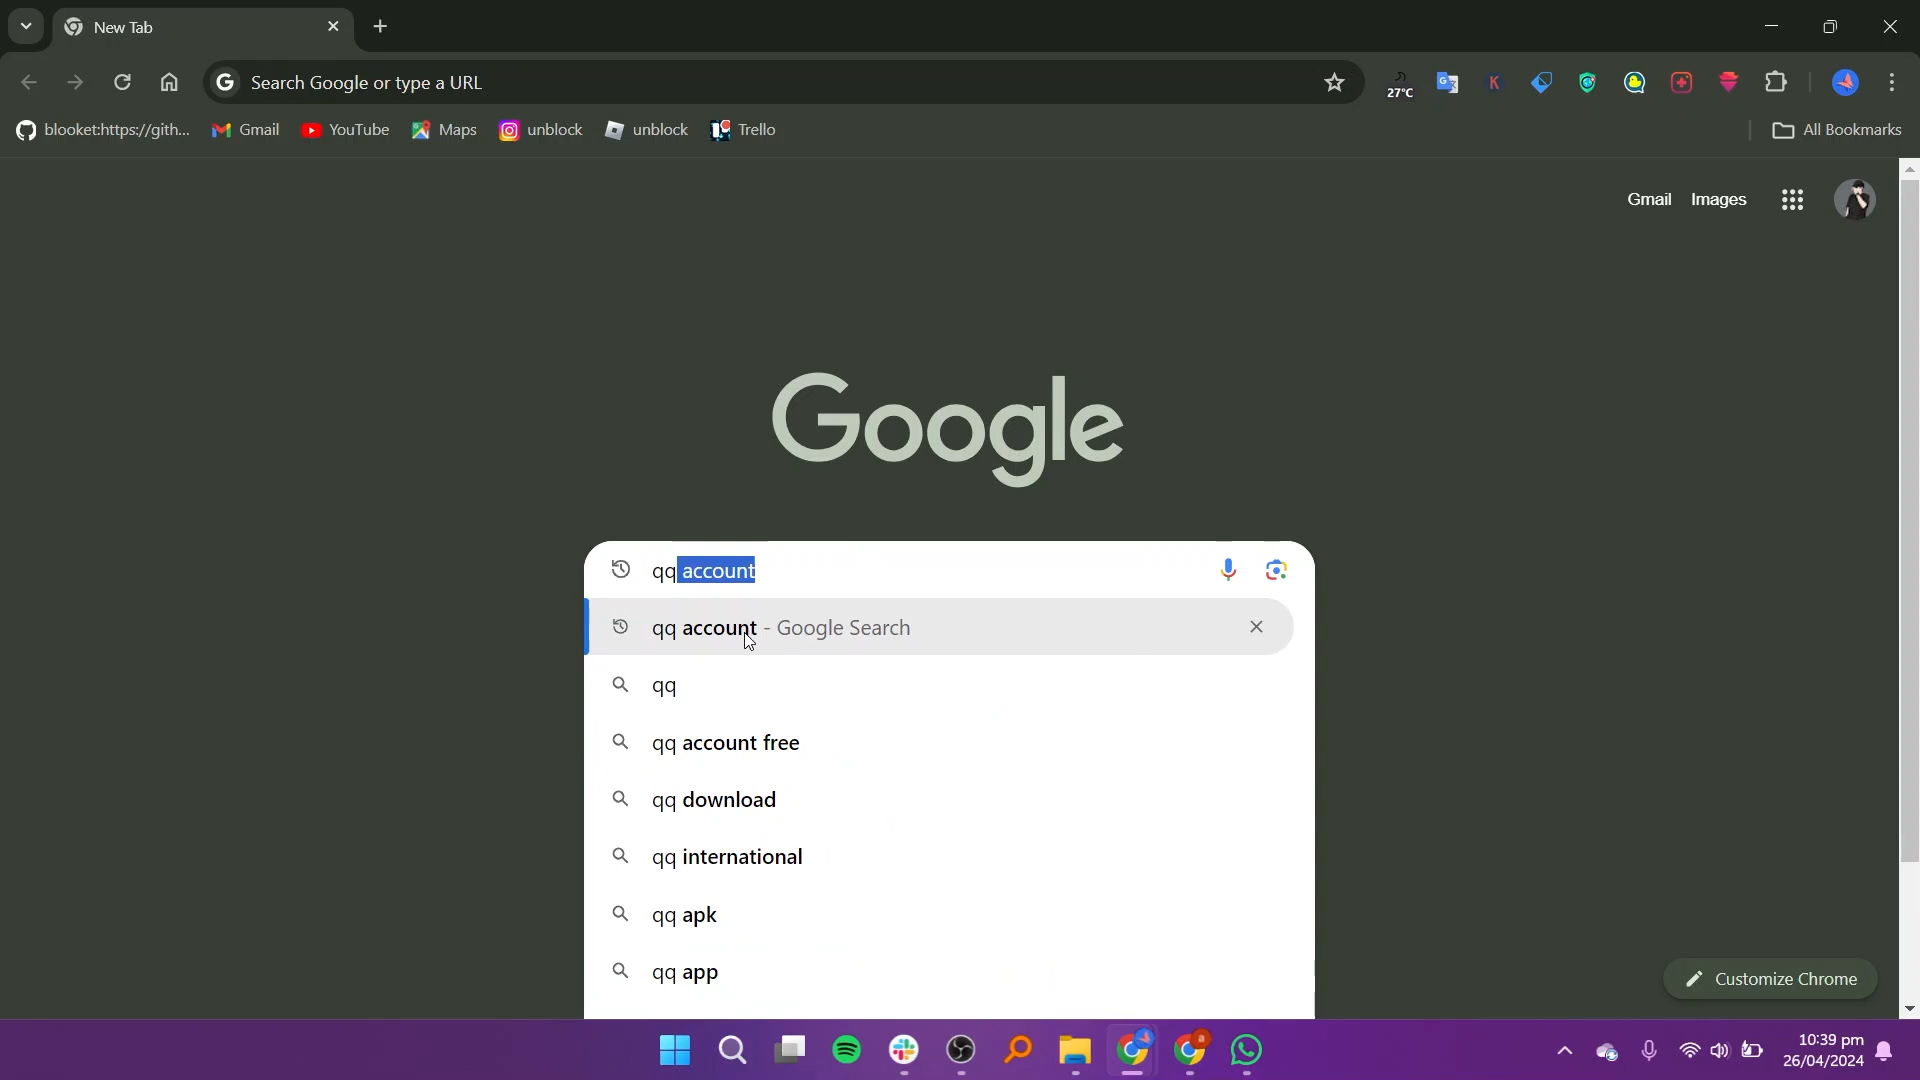 New Tab
Search Google or type a URL
27°C
K
blooket:https://gith...
Gmail
YouTube
Maps
unblock
unblock
Trello
All Bookmarks
Gmail
Images
Google
qq account
qq account - Google Search
qq
qq account free
qq download
qq international
qq apk
qq app
Customize Chrome
10:39 pm
26/04/2024